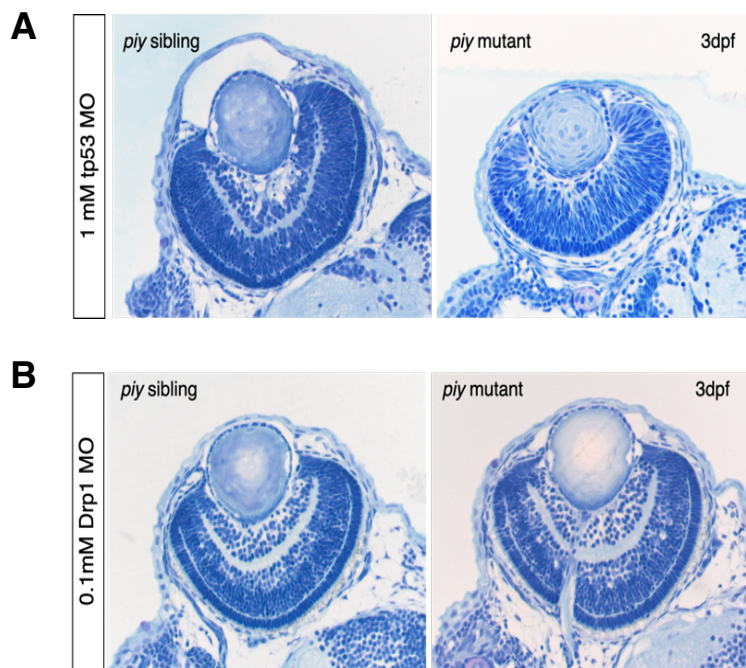 A
1 mM tp53 MO
piy sibling
piy mutant
3dpf
B
0.1mM Drp1 MO
piy sibling
piy mutant
3dpf